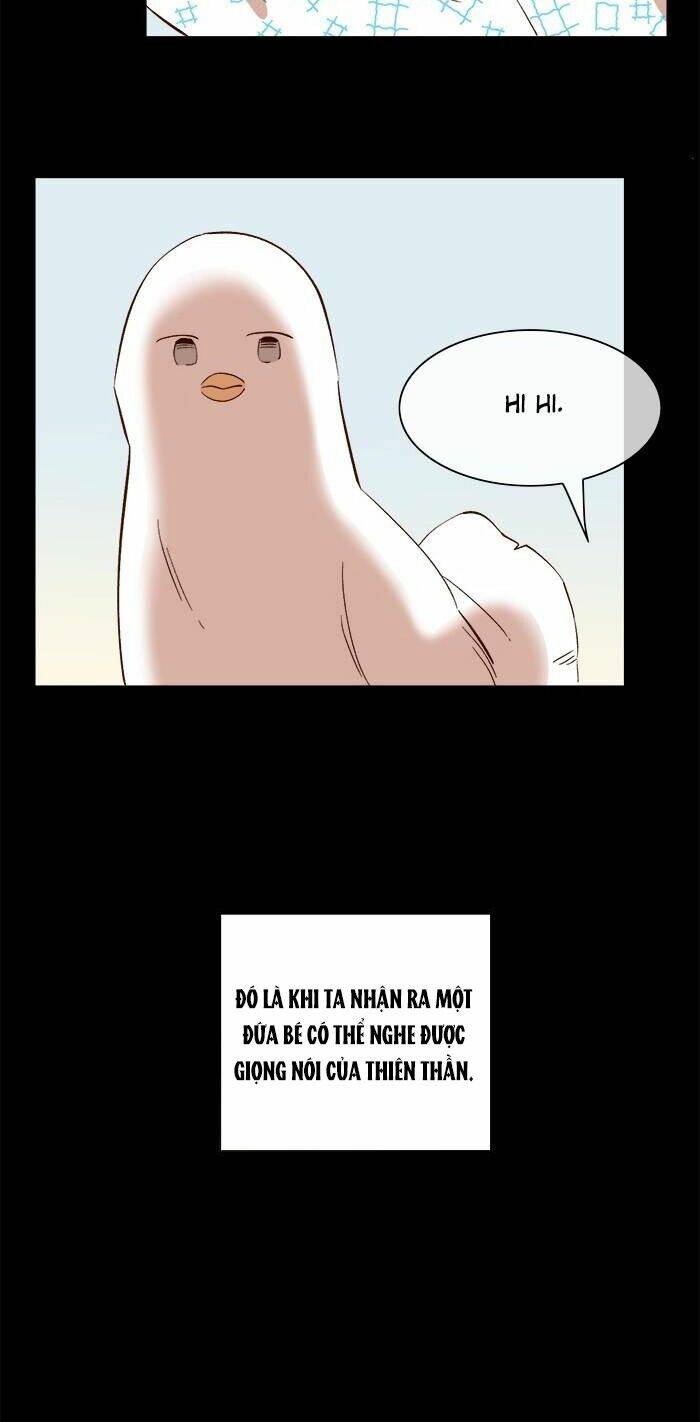 HI HI.
ĐÓ LÀ KHI TA NHẬN RA MỘT
ĐỨA BÉ CÓ THỂ NGHE ĐƯỢC
GIỌNG NÓI CỦA THIÊN THẦN.